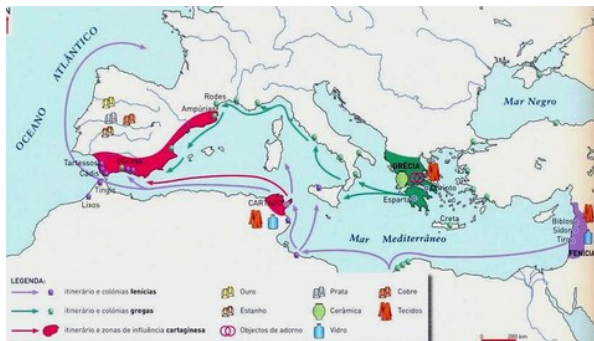 OCEANO ATLÂNTICO
Mar Negro
Rodes
Ampúrias
Tartessos
Cádis
Tingis
Lixos
GRÉCIA
Esparta
Creta
Mar Mediterrâneo
Biblos
Sídon
Tiro
FENÍCIA
LEGENDA:
itinerário e colónias fenícias
itinerário e colónias gregas
itinerário e zonas de influência cartaginesa
Ouro
Estanho
Prata
Cerâmica
Objectos de adorno
Cobre
Tecidos
Vidro
0 280 km